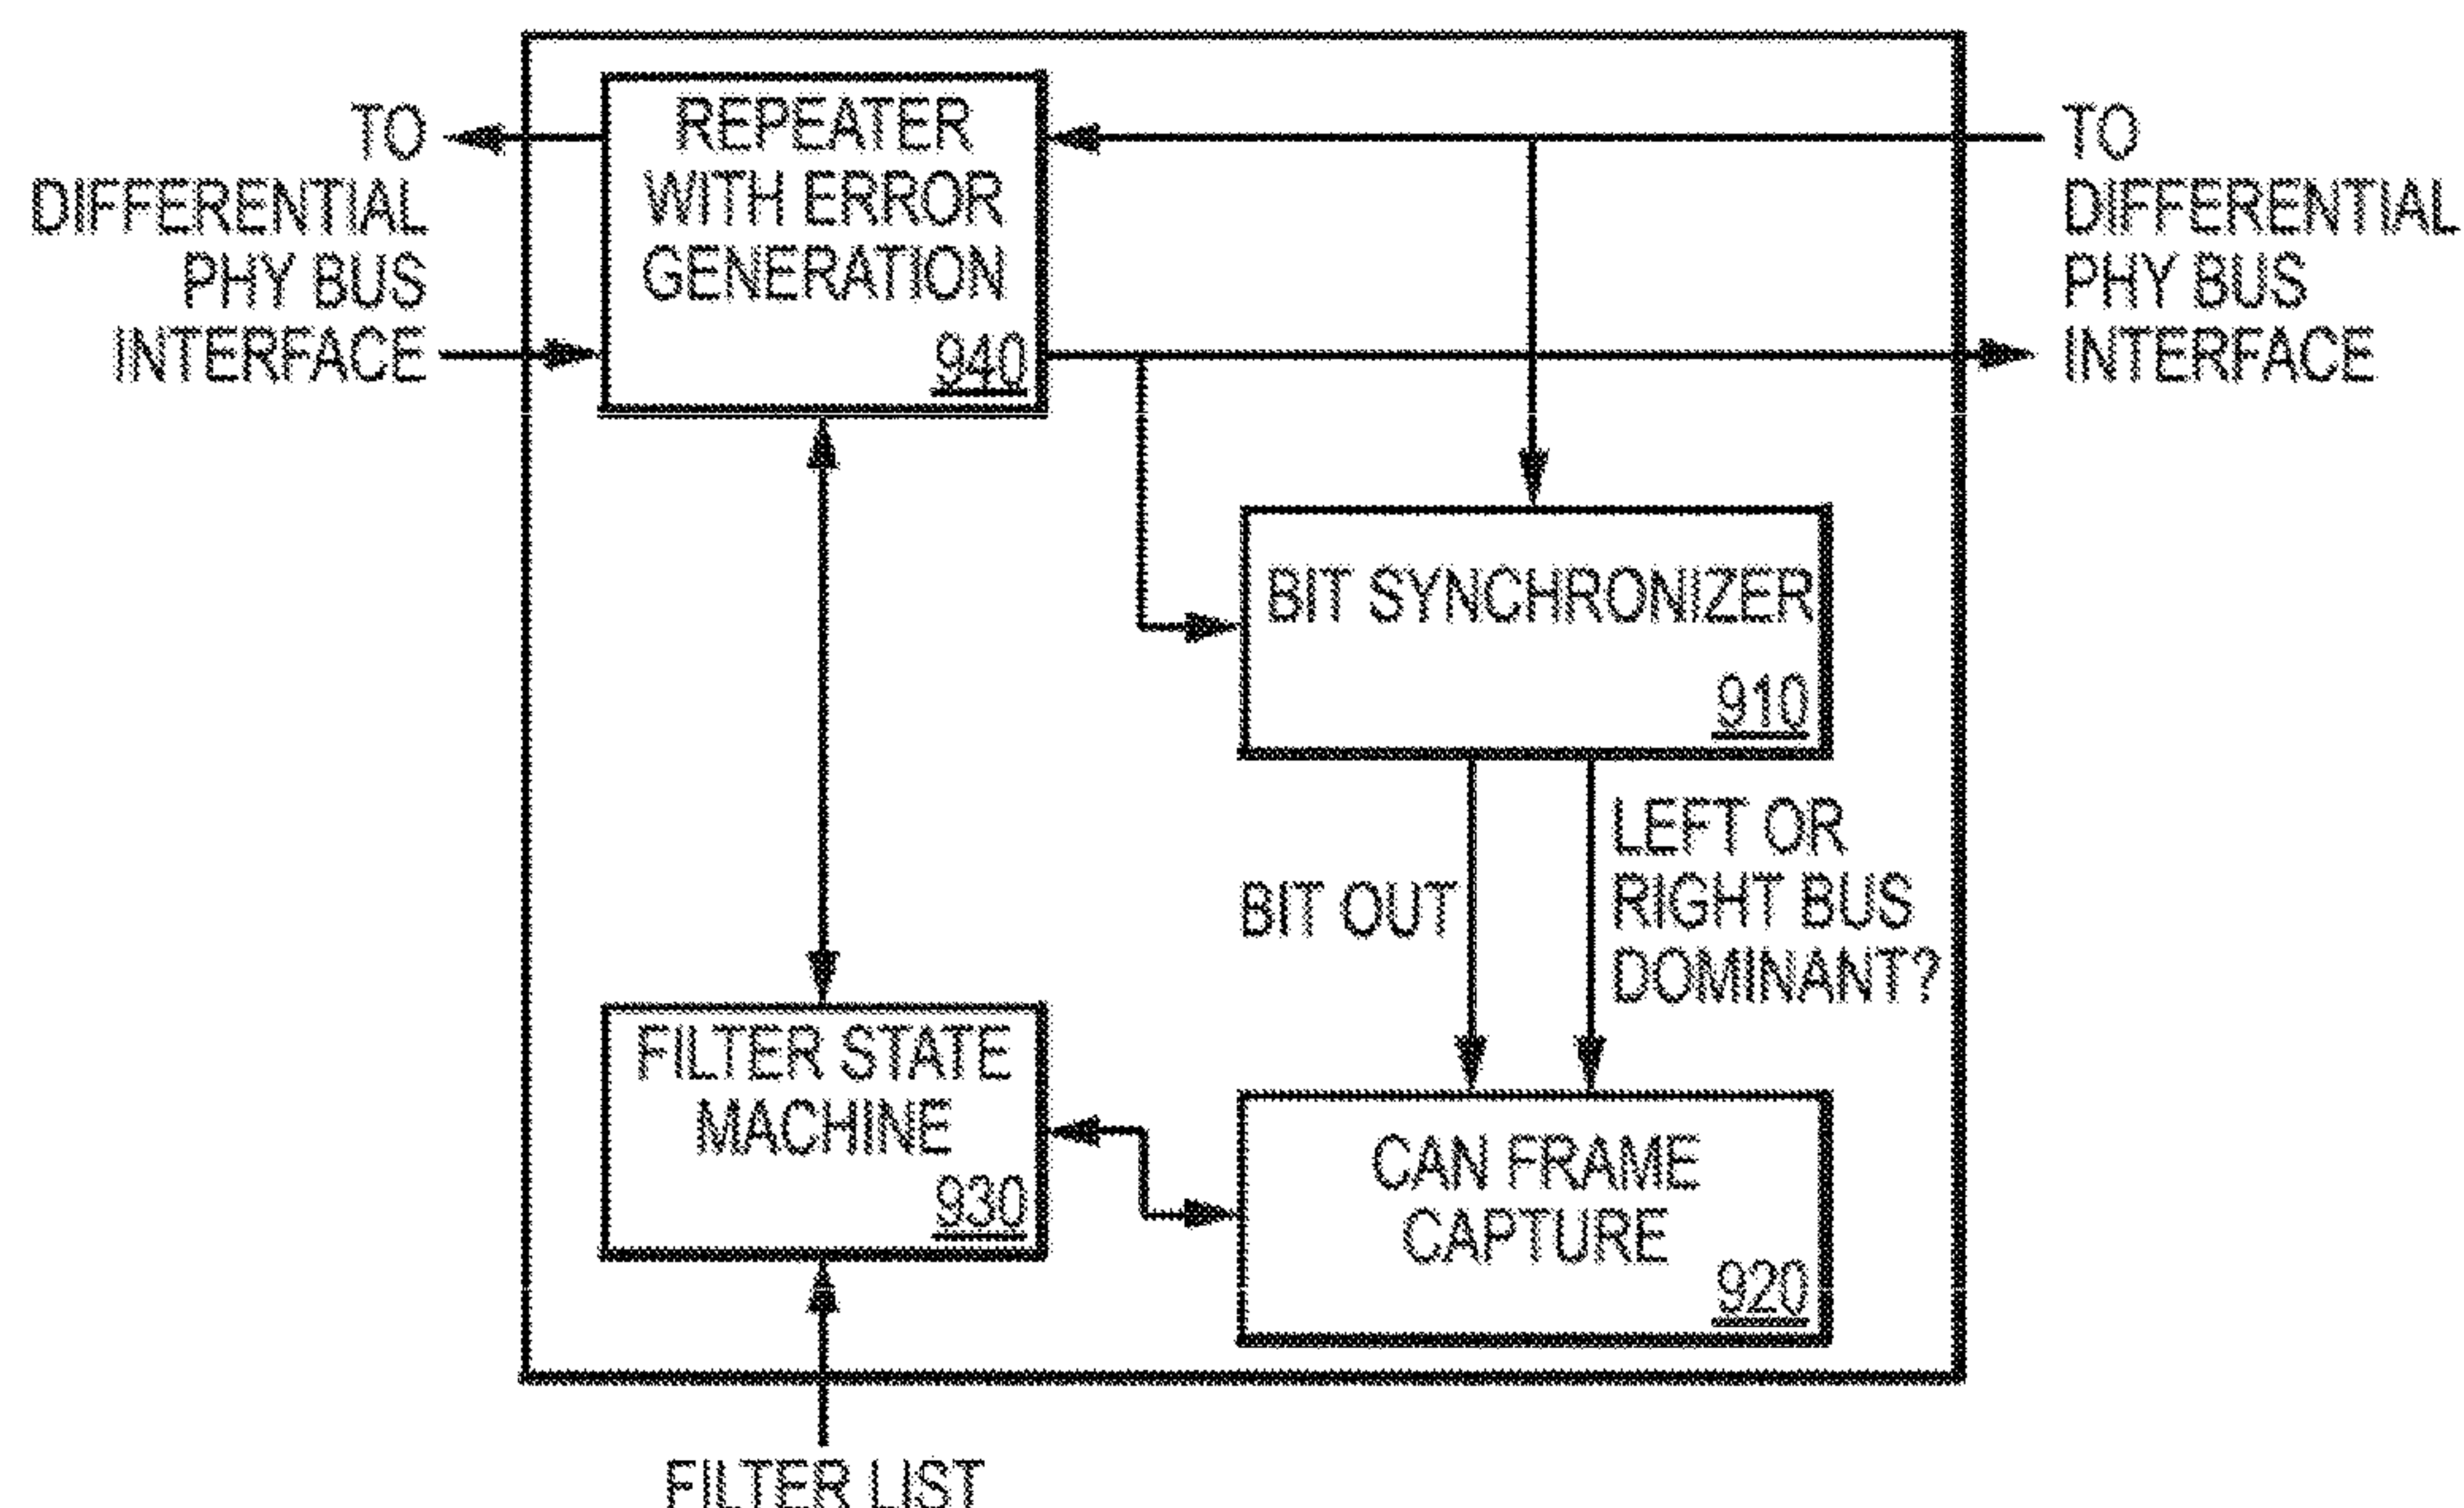 TO
DIFFERENTIAL
PHY BUS
INTERFACE
REPEATER
WITH ERROR
GENERATION
940
TO
DIFFERENTIAL
PHY BUS
INTERFACE
BIT SYNCHRONIZER
910
BIT OUT
LEFT OR
RIGHT BUS
DOMINANT?
FILTER STATE
MACHINE
930
CAN FRAME
CAPTURE
920
FILTER LIST